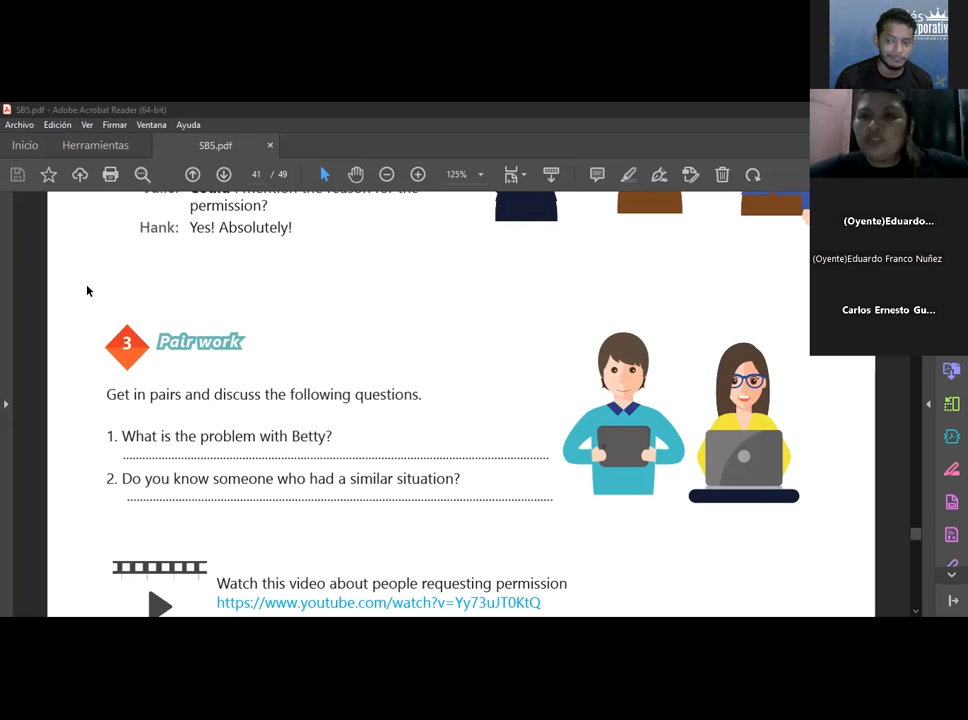 SB5.pdf - Adobe Acrobat Reader (64-bit)
Archivo Edición Ver Firmar Ventana Ayuda
Inicio Herramientas SB5.pdf ×
41 / 49 125%
permission?
Hank: Yes! Absolutely!
3 Pair work
Get in pairs and discuss the following questions.
1. What is the problem with Betty?
2. Do you know someone who had a similar situation?
Watch this video about people requesting permission
https://www.youtube.com/watch?v=Yy73uJT0KtQ
(Oyente)Eduardo...
(Oyente)Eduardo Franco Nuñez
Carlos Ernesto Gu...